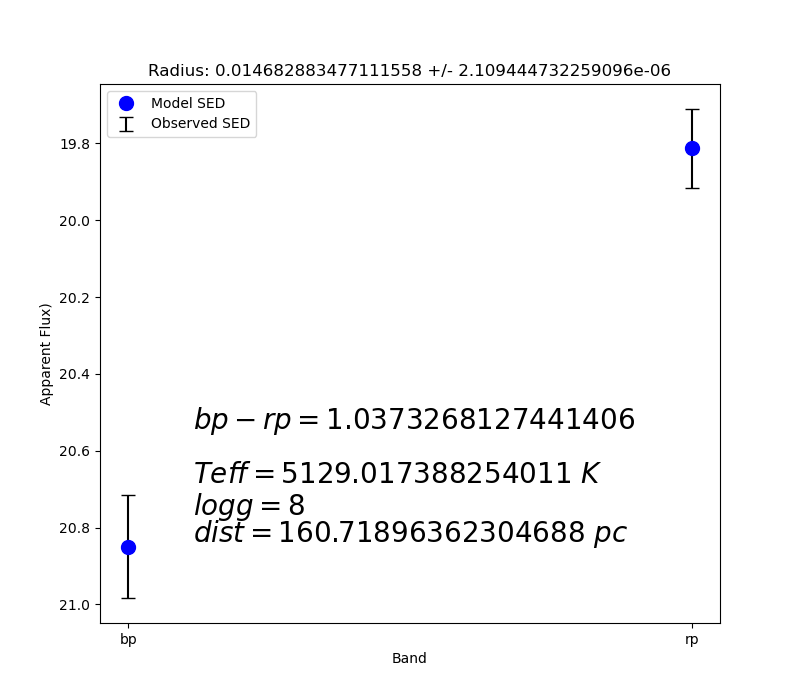 Radius: 0.014682883477111558 +/- 2.109444732259096e-06
Model SED
Observed SED
19.8
20.0
20.2
20.4
20.6
20.8
21.0
Apparent Flux)
bp − rp = 1.0373268127441406
Teff = 5129.017388254011 K
logg = 8
dist = 160.71896362304688 pc
bp
rp
Band